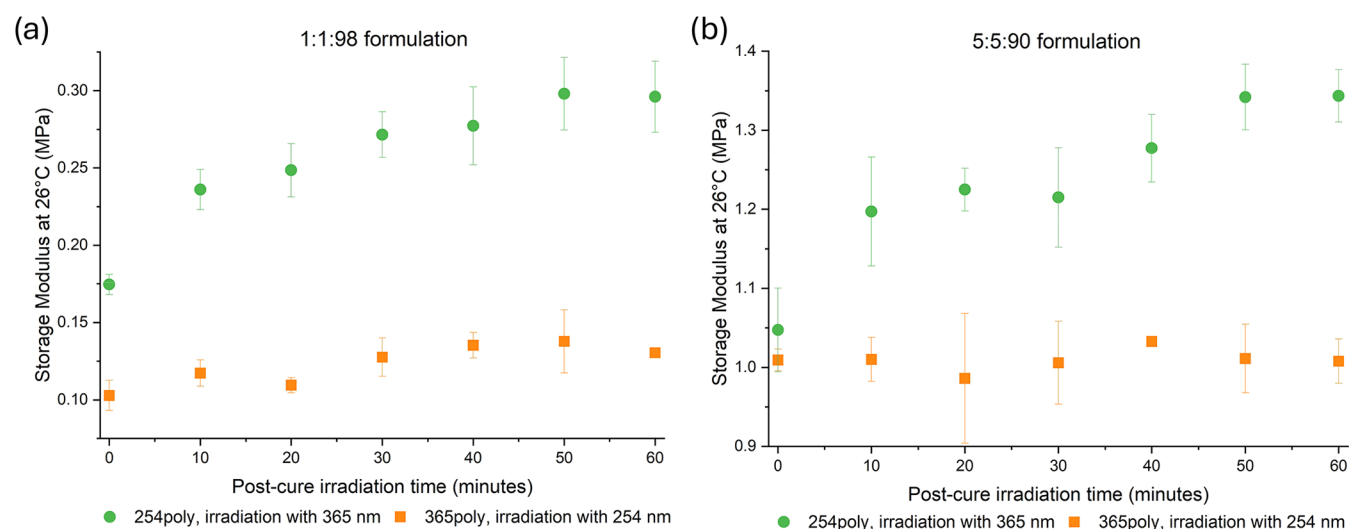 (a)
1:1:98 formulation
Storage Modulus at 26°C (MPa)
0.30
0.25
0.20
0.15
0.10
0 10 20 30 40 50 60
Post-cure irradiation time (minutes)
254poly, irradiation with 365 nm 365poly, irradiation with 254 nm
(b)
5:5:90 formulation
Storage Modulus at 26°C (MPa)
1.4
1.3
1.2
1.1
1.0
0.9
0 10 20 30 40 50 60
Post-cure irradiation time (minutes)
254poly, irradiation with 365 nm 365poly, irradiation with 254 nm